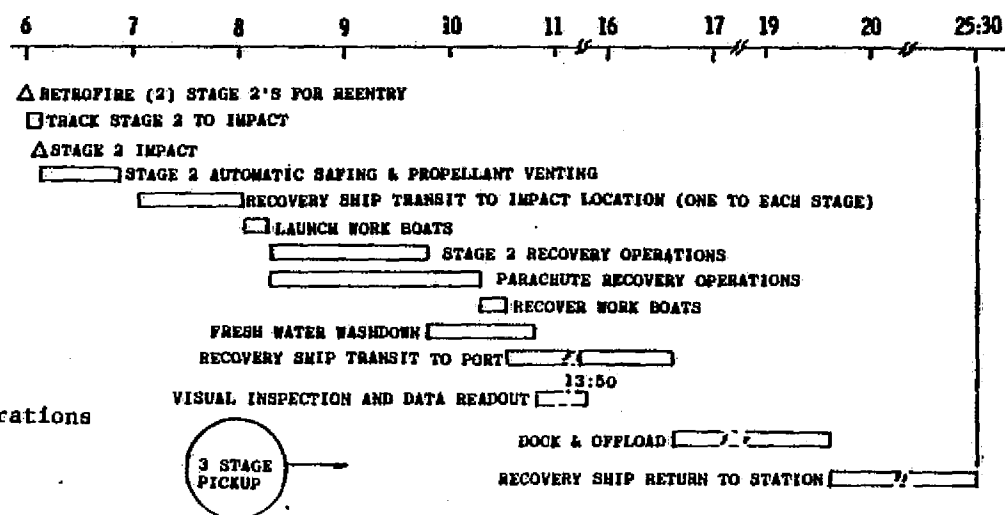 6 7 8 9 10 11 16 17 19 20 25:30
RETROFIRE (2) STAGE 2'S FOR REENTRY
TRACK STAGE 2 TO IMPACT
STAGE 2 IMPACT
STAGE 2 AUTOMATIC SAFING & PROPELLANT VENTING
RECOVERY SHIP TRANSIT TO IMPACT LOCATION (ONE TO EACH STAGE)
LAUNCH WORK BOATS
STAGE 2 RECOVERY OPERATIONS
PARACHUTE RECOVERY OPERATIONS
RECOVER WORK BOATS
FRESH WATER WASHDOWN
RECOVERY SHIP TRANSIT TO PORT
13:50
VISUAL INSPECTION AND DATA READOUT
rations
DOCK & OFFLOAD
3 STAGE
PICKUP
RECOVERY SHIP RETURN TO STATION